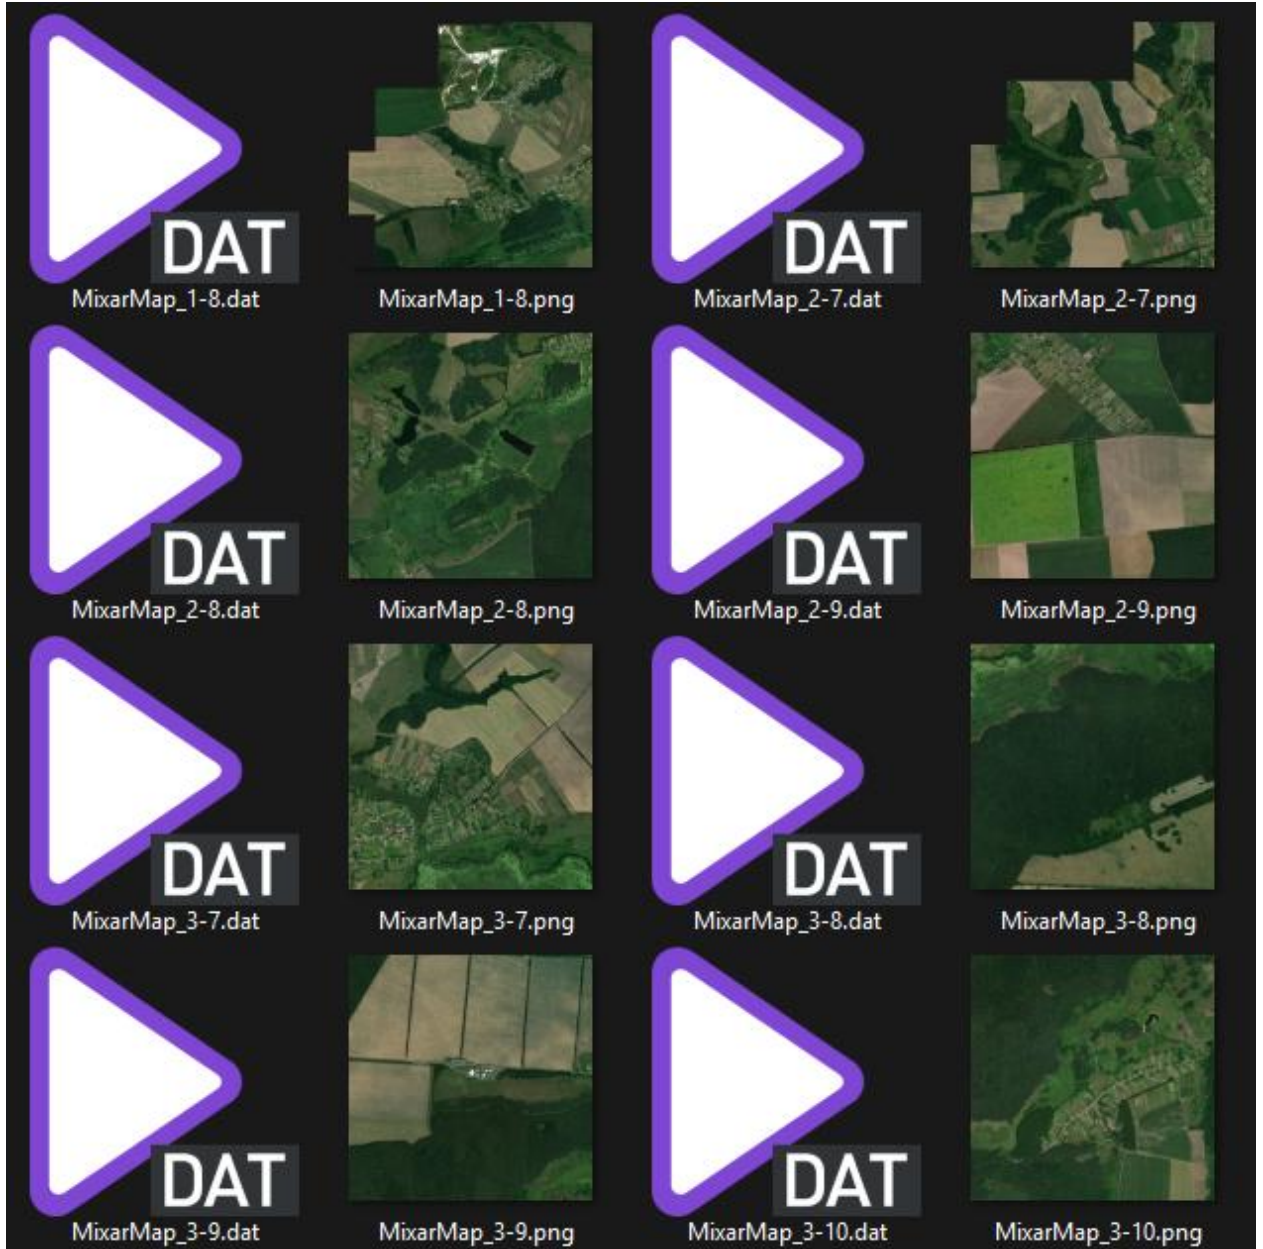 DAT
MixarMap_1-8.dat
MixarMap_1-8.png
DAT
MixarMap_2-7.dat
MixarMap_2-7.png
DAT
MixarMap_2-8.dat
MixarMap_2-8.png
DAT
MixarMap_2-9.dat
MixarMap_2-9.png
DAT
MixarMap_3-7.dat
MixarMap_3-7.png
DAT
MixarMap_3-8.dat
MixarMap_3-8.png
DAT
MixarMap_3-9.dat
MixarMap_3-9.png
DAT
MixarMap_3-10.dat
MixarMap_3-10.png